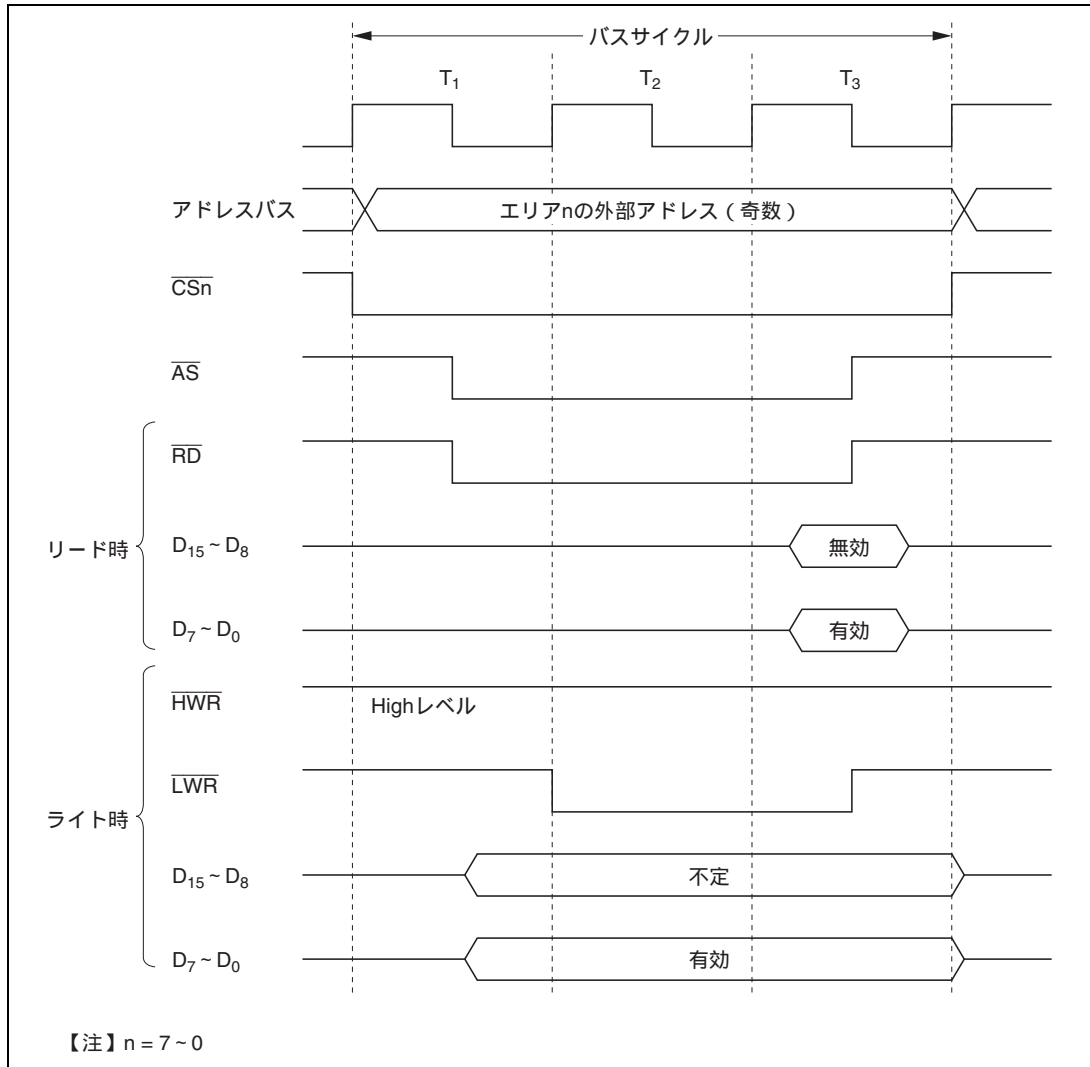 バスサイクル
T1 T2 T3
アドレスバス エリアnの外部アドレス（奇数）
CSn
AS
RD
リード時
D15～D8 無効
D7～D0 有効
HWR Highレベル
LWR
ライト時
D15～D8 不定
D7～D0 有効
【注】n = 7～0